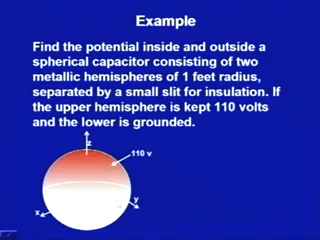 Example
Find the potential inside and outside a
spherical capacitor consisting of two
metallic hemispheres of 1 feet radius,
separated by a small slit for insulation. If
the upper hemisphere is kept 110 volts
and the lower is grounded.
z
110 v
y
x